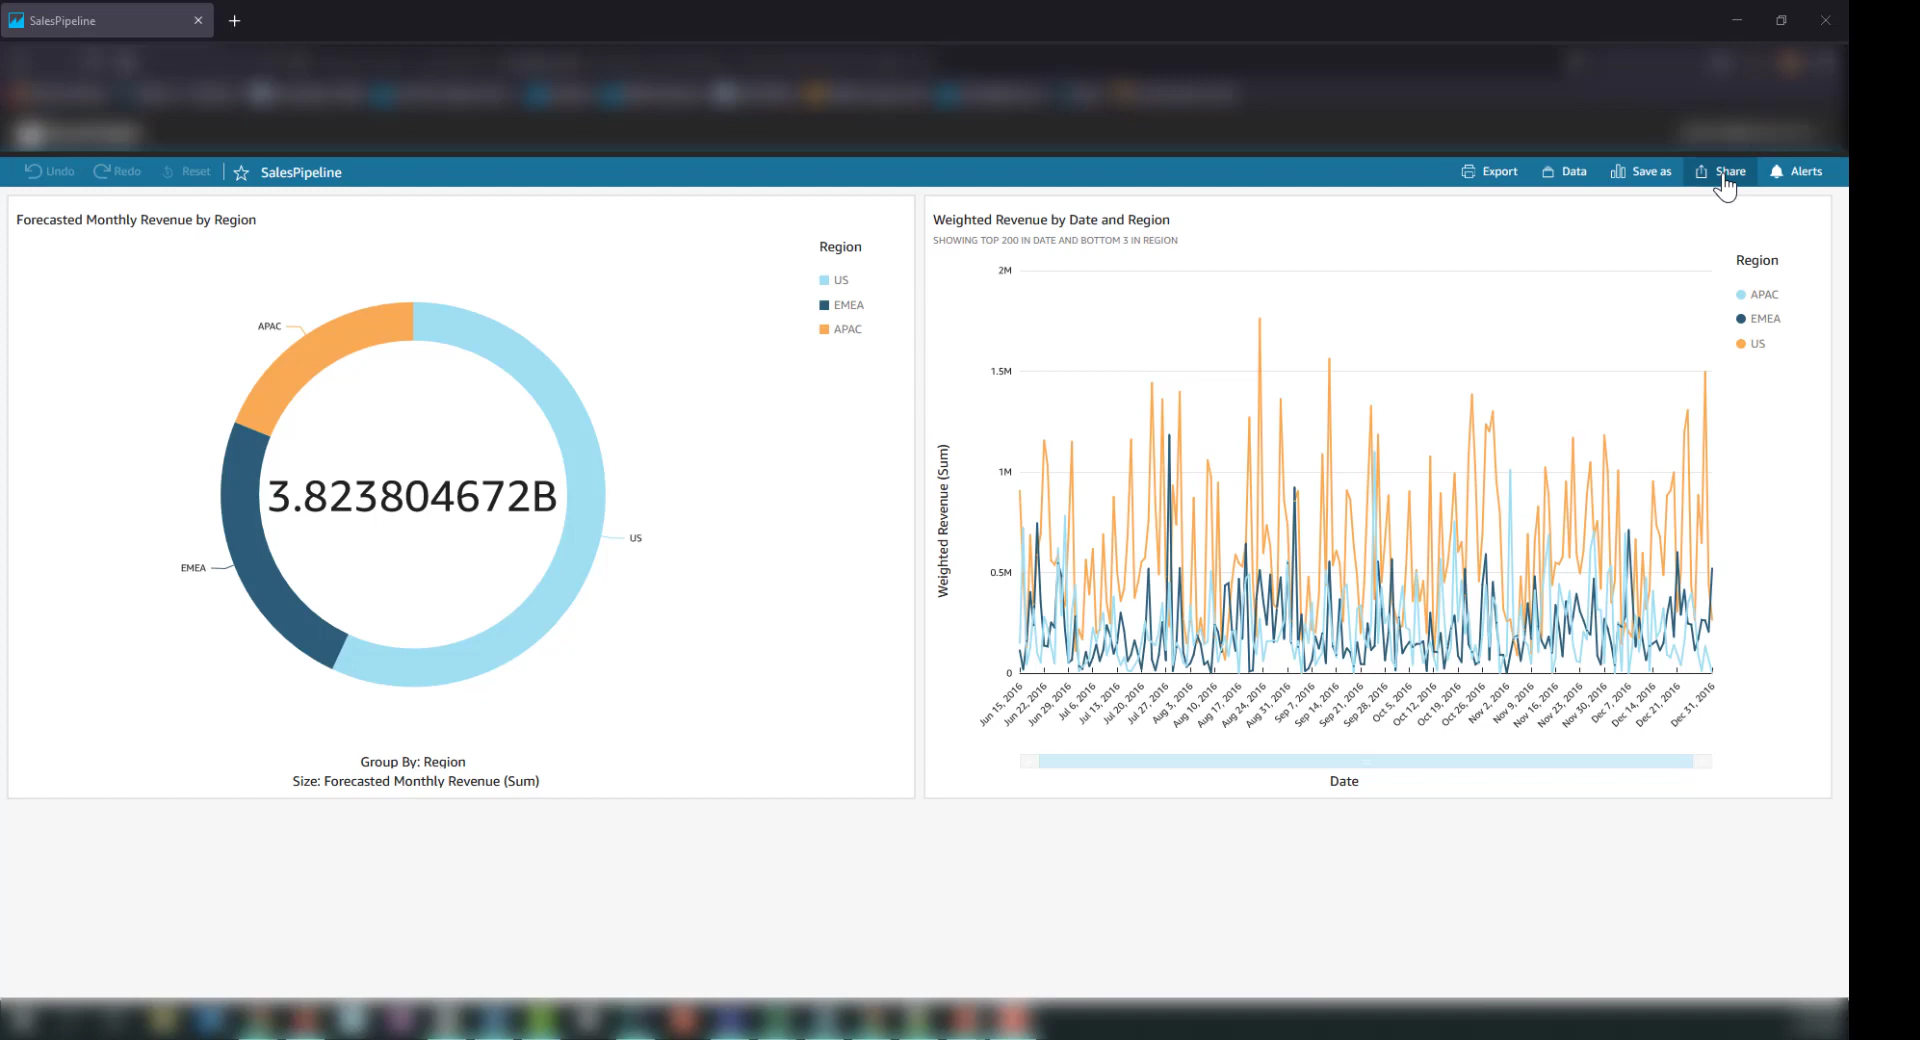 SalesPipeline
Undo Redo Reset SalesPipeline Export Data Save as Share Alerts
Forecasted Monthly Revenue by Region
Region
US
EMEA
APAC
APAC
3.823804672B
US
EMEA
Group By: Region
Size: Forecasted Monthly Revenue (Sum)
Weighted Revenue by Date and Region
SHOWING TOP 200 IN DATE AND BOTTOM 3 IN REGION
Region
APAC
EMEA
US
2M
1.5M
1M
0.5M
0
Weighted Revenue (Sum)
Jun 15, 2016
Jun 22, 2016
Jun 29, 2016
Jul 6, 2016
Jul 13, 2016
Jul 20, 2016
Jul 27, 2016
Aug 3, 2016
Aug 10, 2016
Aug 17, 2016
Aug 24, 2016
Aug 31, 2016
Sep 7, 2016
Sep 14, 2016
Sep 21, 2016
Sep 28, 2016
Oct 5, 2016
Oct 12, 2016
Oct 19, 2016
Oct 26, 2016
Nov 2, 2016
Nov 9, 2016
Nov 16, 2016
Nov 23, 2016
Nov 30, 2016
Dec 7, 2016
Dec 14, 2016
Dec 21, 2016
Dec 31, 2016
Date